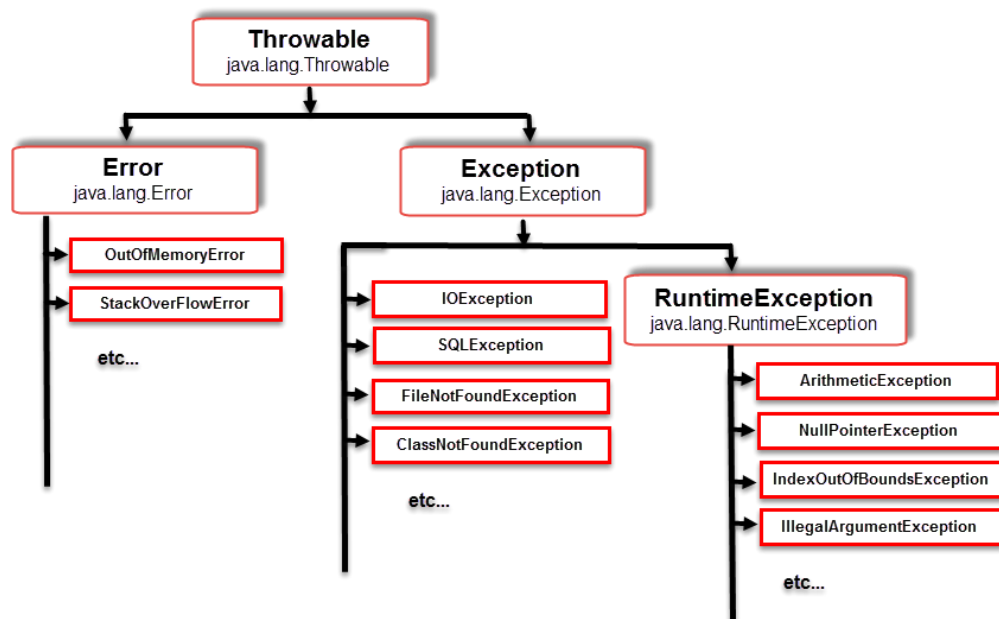 Throwable
java.lang.Throwable
Error
java.lang.Error
OutOfMemoryError
StackOverFlowError
etc...
Exception
java.lang.Exception
IOException
SQLException
FileNotFoundException
ClassNotFoundException
etc...
RuntimeException
java.lang.RuntimeException
ArithmeticException
NullPointerException
IndexOutOfBoundsException
IllegalArgumentException
etc...